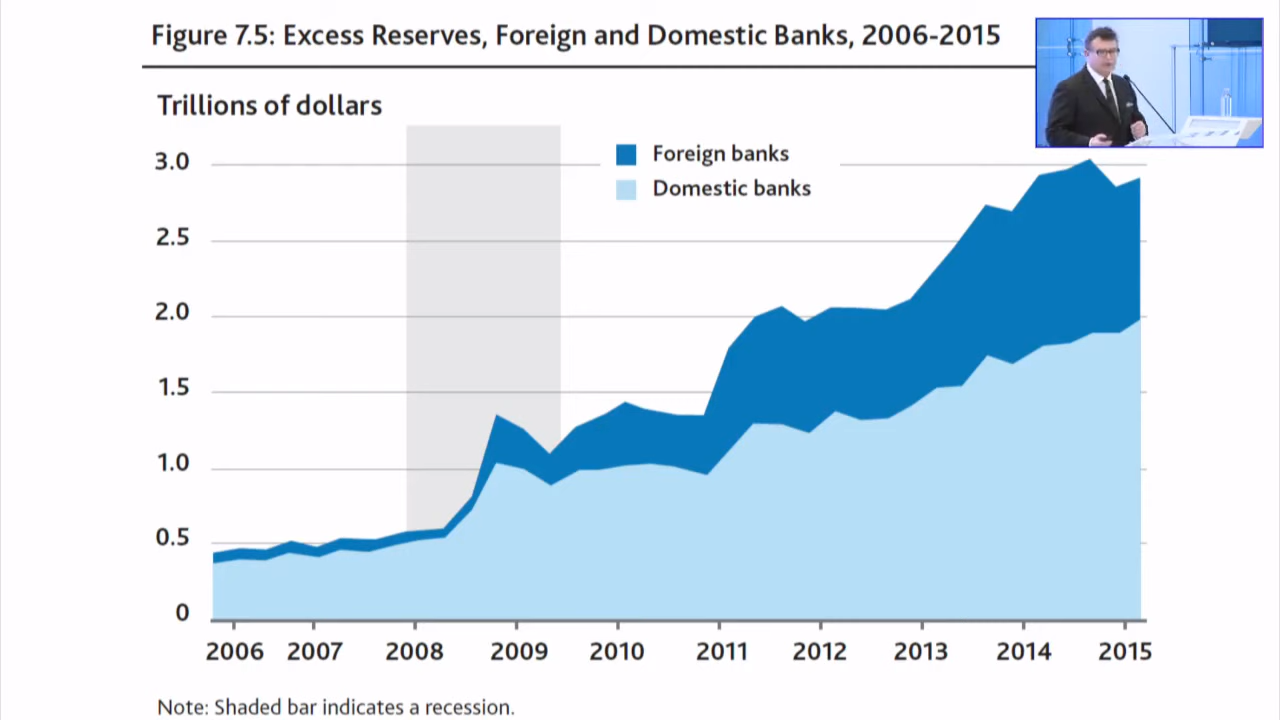 Figure 7.5: Excess Reserves, Foreign and Domestic Banks, 2006-2015
Trillions of dollars
Foreign banks
Domestic banks
3.0
2.5
2.0
1.5
1.0
0.5
0
2006 2007 2008 2009 2010 2011 2012 2013 2014 2015
Note: Shaded bar indicates a recession.